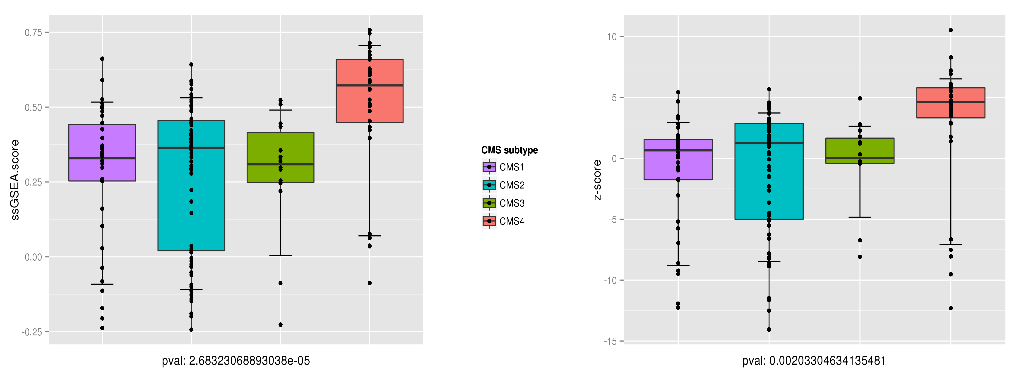 ssGSEA.score
0.75
0.50
0.25
0.00
-0.25
pval: 2.68323068893038e-05
CMS subtype
CMS1
CMS2
CMS3
CMS4
z-score
10
5
0
-5
-10
-15
pval: 0.00203304634135481